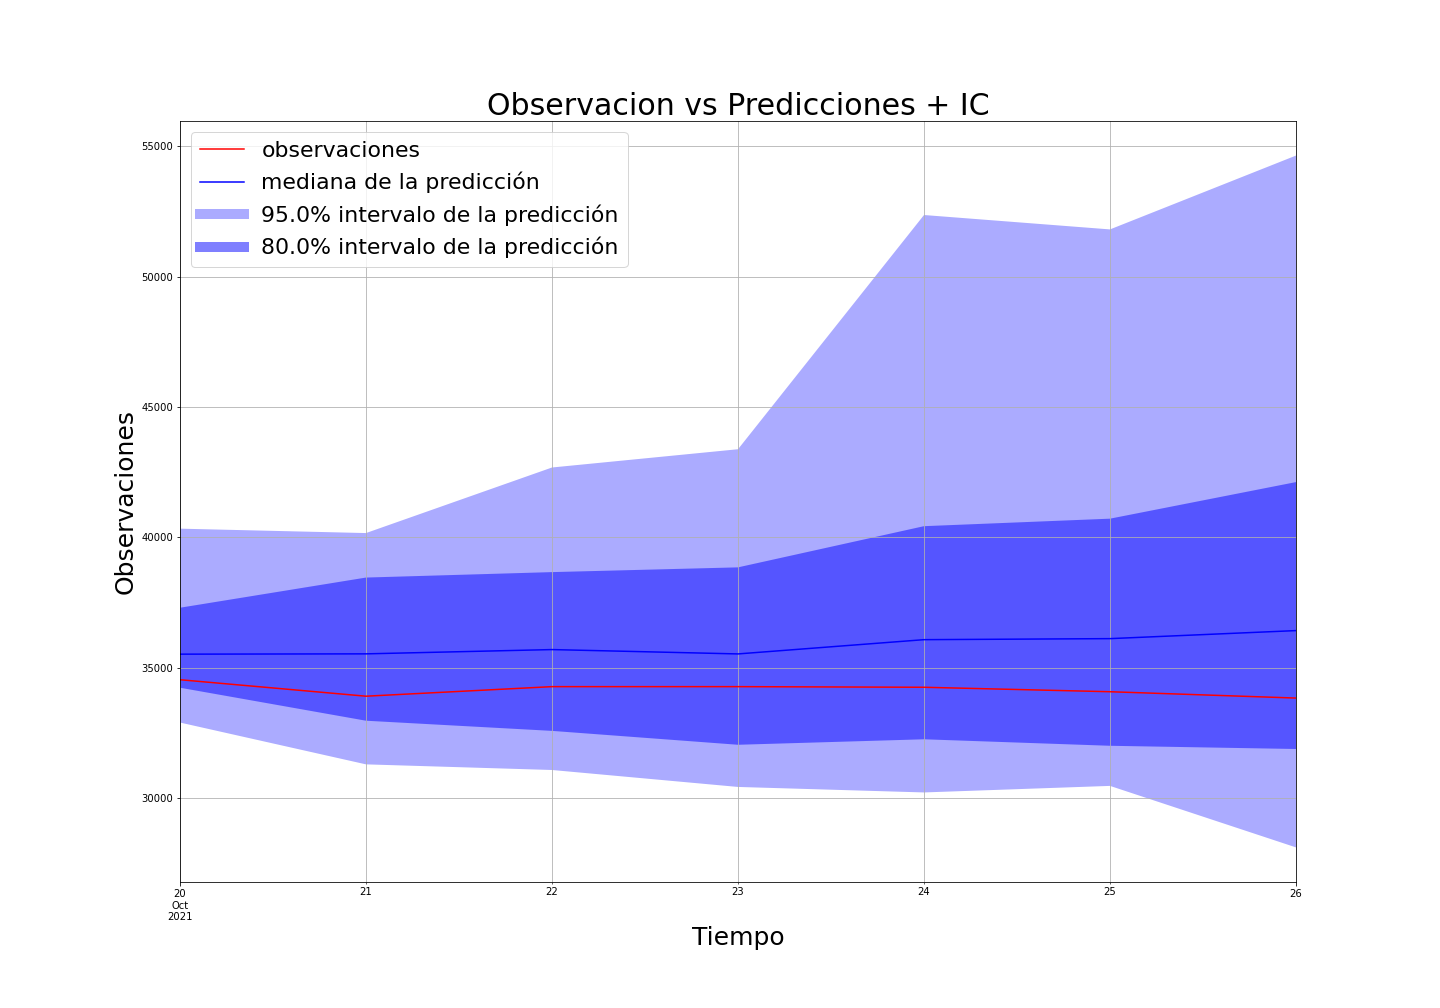 Observacion vs Predicciones + IC
observaciones
mediana de la predicción
95.0% intervalo de la predicción
80.0% intervalo de la predicción
55000
50000
45000
40000
35000
30000
Observaciones
20 21 22 23 24 25 26
Oct
2021
Tiempo